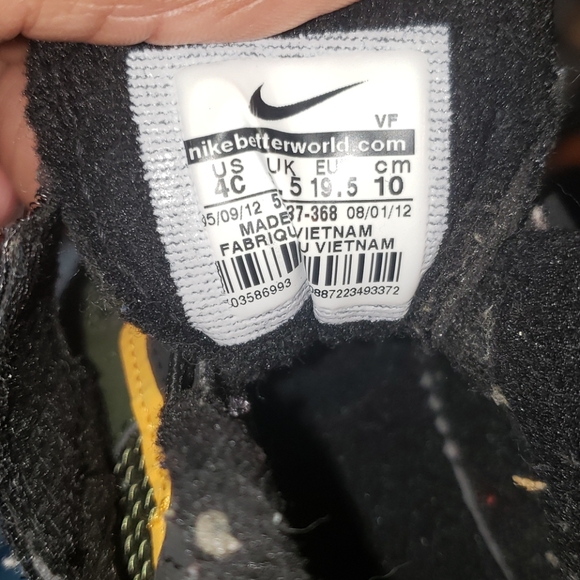 VF
nikebetterworld.com
US UK EU cm
4C .5 19.5 10
05/09/12 08/01/12
37-368
MADE VIETNAM
FABRIQU U VIETNAM
03586993 887223493372